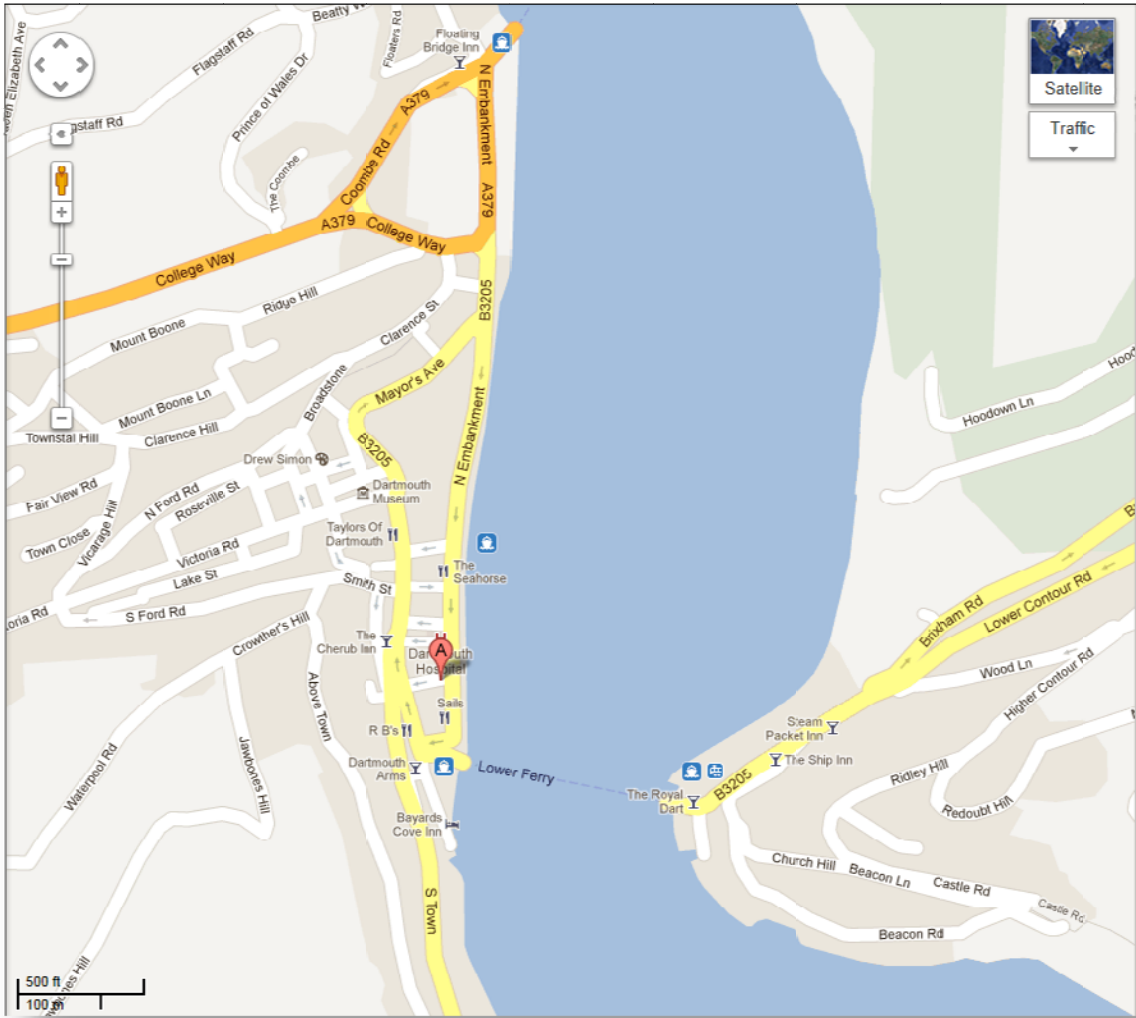 Beatty
Floaters Rd
Floating
Bridge Inn
Flagstaff Rd
Prince of Wales Dr
Elizabeth Ave
Satellite
Traffic
The Coombe
Coombe Rd
A379
N Embankment
A379
A379
College Way
College Way
B3205
Ridge Hill
Mount Boone
Clarence St
Mayor's Ave
Broadstone
Mount Boone Ln
Townstal Hill
Clarence Hill
B3205
N Embankment
Hoodown Ln
Drew Simon
Dartmouth
Museum
Fair View Rd
N Ford Rd
Roseville St
Town Close
Vicarage Hill
Taylors Of
Dartmouth
Victoria Rd
Lake St
The
Seahorse
Smith St
S Ford Rd
Crowther's Hill
The
Cherub Inn
A
Dartmouth
Hospital
Above Town
Sails
R B's
Jawbones Hill
Waterpool Rd
Dartmouth
Arms
Lower Ferry
Bayards
Cove Inn
S Town
Brixham Rd
Lower Contour Rd
Wood Ln
Higher Contour Rd
Steam
Packet Inn
The Ship Inn
B3205
The Royal
Dart
Ridley Hill
Redoubt Hill
Church Hill
Beacon Ln
Castle Rd
Castle Rd
Beacon Rd
500 ft
100 m